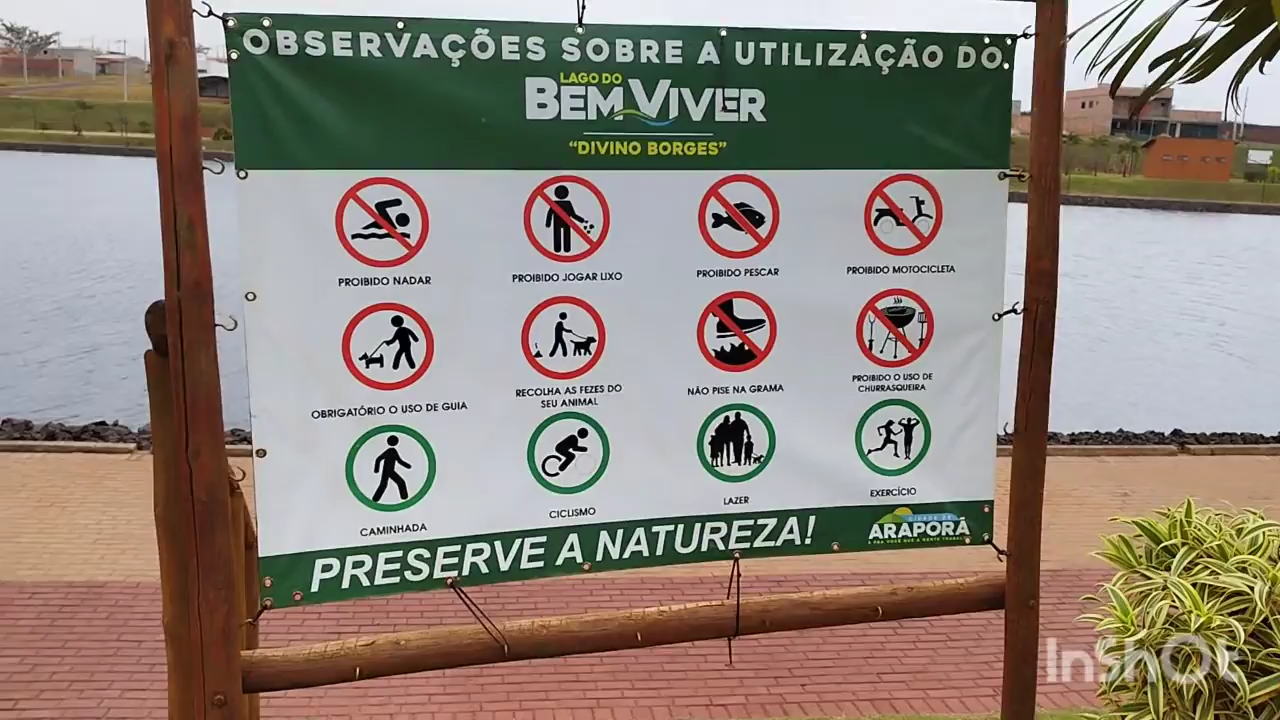 OBSERVAÇÕES SOBRE A UTILIZAÇÃO DO.
LAGO DO
BEM VIVER
“DIVINO BORGES”
PROIBIDO NADAR
PROIBIDO JOGAR LIXO
PROIBIDO PESCAR
PROIBIDO MOTOCICLETA
OBRIGATÓRIO O USO DE GUIA
RECOLHA AS FEZES DO
SEU ANIMAL
NÃO PISE NA GRAMA
PROIBIDO O USO DE
CHURRASQUEIRA
CAMINHADA
CICLISMO
LAZER
EXERCÍCIO
PRESERVE A NATUREZA!
CIDADE DE
ARAPORÃ
InShOt